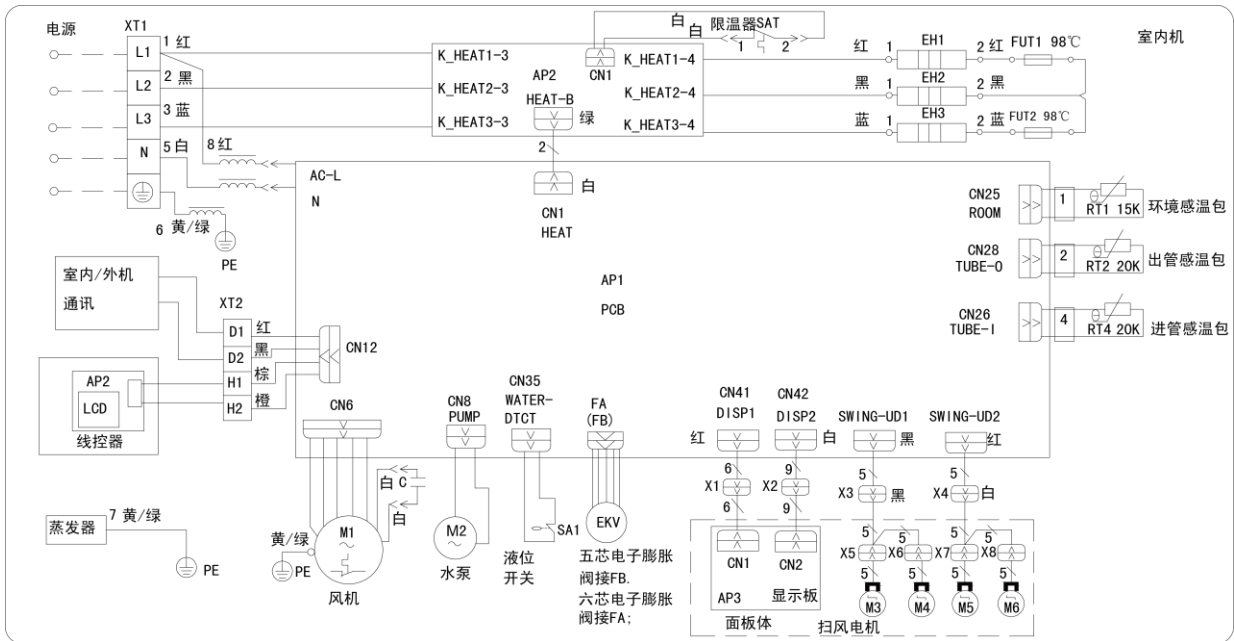 电源
XT1
L1
L2
L3
N
1 红
2 黑
3 蓝
5 白
8红
6 黄/绿
PE
白
白
限温器SAT
1 2
K_HEAT1-3
K_HEAT2-3
K_HEAT3-3
AP2
HEAT-B
绿
CN1
K_HEAT1-4
K_HEAT2-4
K_HEAT3-4
红 1 EH1 2 红 FUT1 98℃
黑 1 EH2 2 黑
蓝 1 EH3 2 蓝 FUT2 98℃
室内机
2
白
CN1
HEAT
AC-L
N
AP1
PCB
CN25
ROOM
1
RT1 15K
环境感温包
CN28
TUBE-O
2
RT2 20K
出管感温包
CN26
TUBE-I
4
RT4 20K
进管感温包
室内/外机
通讯
XT2
D1 红
D2 黑
H1 棕
H2 橙
CN12
AP2
LCD
线控器
CN6
白 C
白
M1
黄/绿
PE
风机
蒸发器
7 黄/绿
PE
CN8
PUMP
M2
水泵
CN35
WATER-
DTCT
SA1
液位
开关
FA
(FB)
EKV
五芯电子膨胀
阀接FB.
六芯电子膨胀
阀接FA;
CN41
DISP1
红
6
X1
6
CN1
CN42
DISP2
白
9
X2
9
CN2
AP3
显示板
面板体
SWING-UD1
黑
5
X3
黑
5
5
X5
X6
5
5
M3
M4
SWING-UD2
红
5
X4
白
5
5
X7
X8
5
5
M5
M6
扫风电机